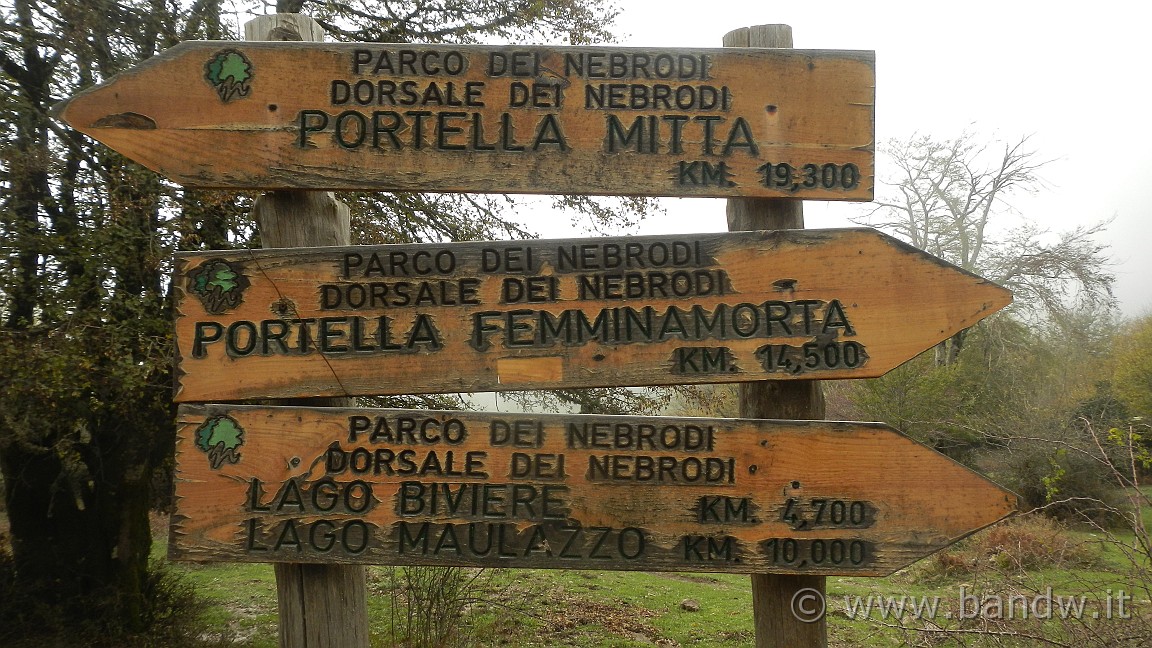 PARCO DEI NEBRODI
DORSALE DEI NEBRODI
PORTELLA MITTA
KM. 19,300
PARCO DEI NEBRODI
DORSALE DEI NEBRODI
PORTELLA FEMMINAMORTA
KM. 14,500
PARCO DEI NEBRODI
DORSALE DEI NEBRODI
LAGO BIVIERE KM. 4,700
LAGO MAULAZZO KM. 10,000
© www.bandw.it